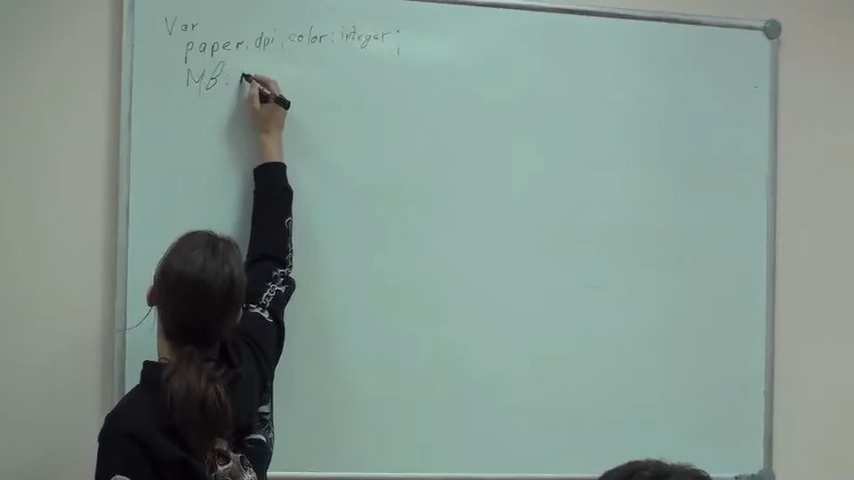 Var
paper, dpi, color: integer;
MB: